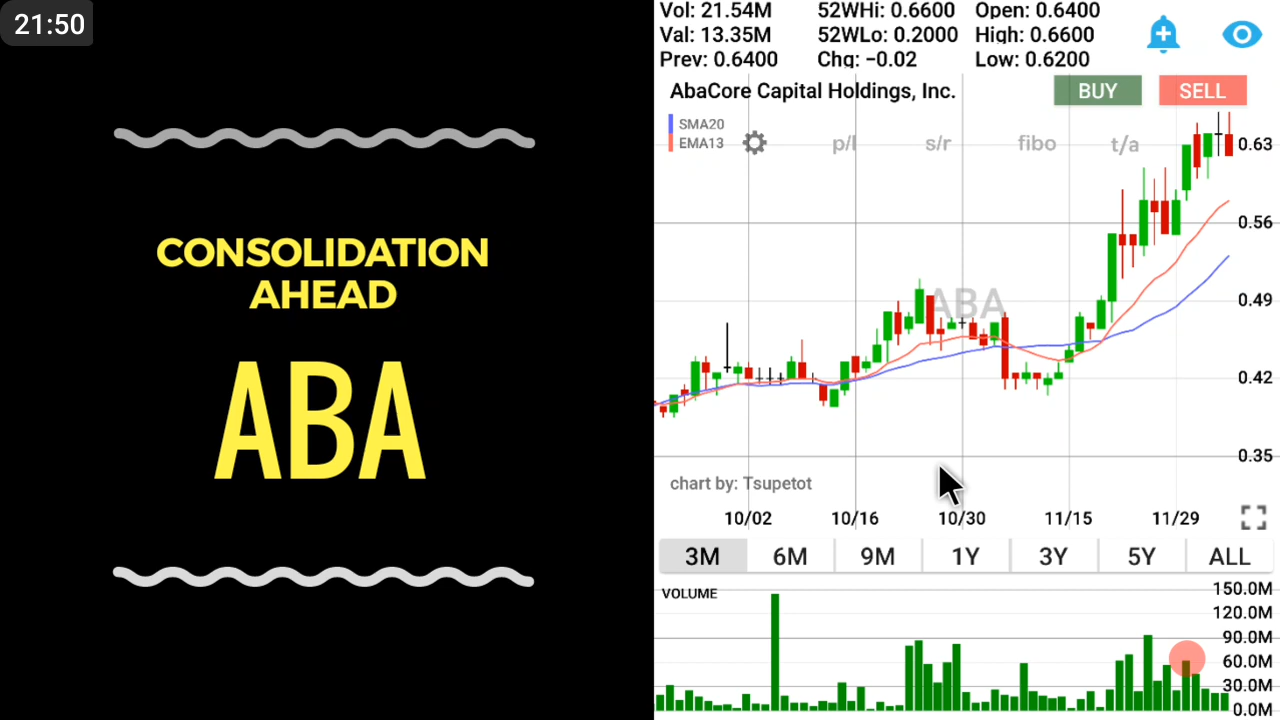 21:50
CONSOLIDATION
AHEAD
ABA
Vol: 21.54M 52WHi: 0.6600 Open: 0.6400
Val: 13.35M 52WLo: 0.2000 High: 0.6600
Prev: 0.6400 Chg: −0.02 Low: 0.6200
AbaCore Capital Holdings, Inc. BUY SELL
SMA20
EMA13 p/l s/r fibo t/a
0.63
0.56
0.49
ABA
0.42
0.35
chart by: Tsupetot
10/02 10/16 10/30 11/15 11/29
3M 6M 9M 1Y 3Y 5Y ALL
VOLUME
150.0M
120.0M
90.0M
60.0M
30.0M
0.0M